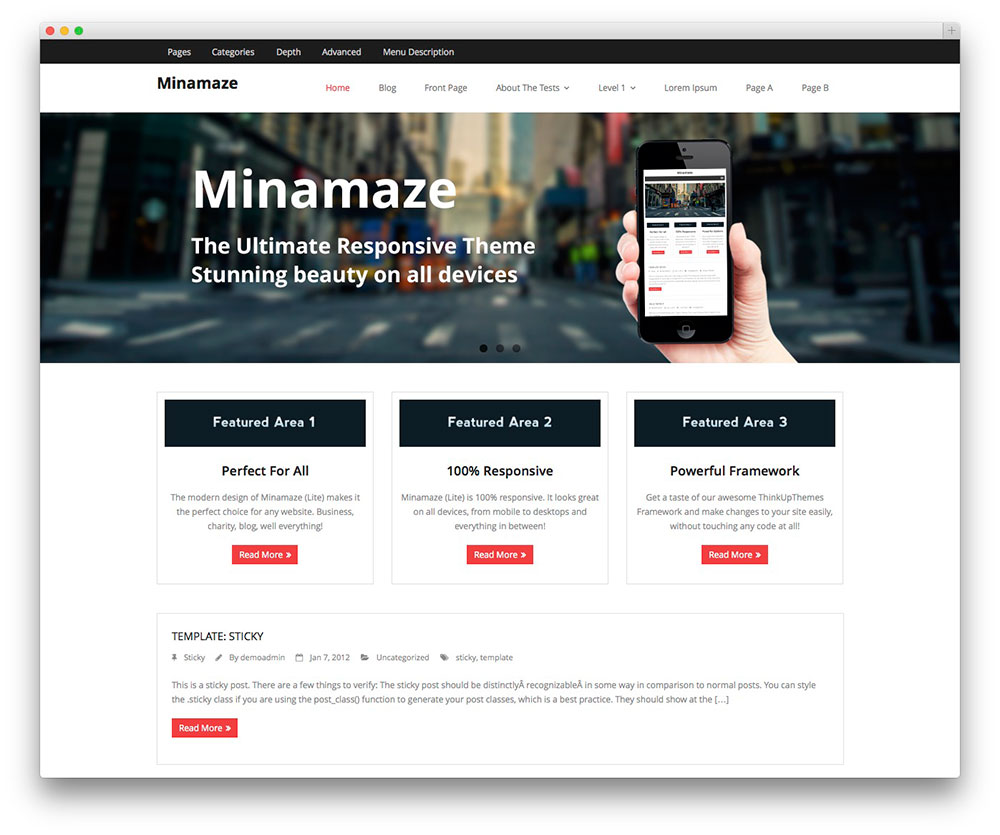 Pages Categories Depth Advanced Menu Description
Minamaze
Home Blog Front Page About The Tests Level 1 Lorem Ipsum Page A Page B
Minamaze
The Ultimate Responsive Theme
Stunning beauty on all devices
Featured Area 1
Perfect For All
The modern design of Minamaze (Lite) makes it
the perfect choice for any website. Business,
charity, blog, well everything!
Read More »
Featured Area 2
100% Responsive
Minamaze (Lite) is 100% responsive. It looks great
on all devices, from mobile to desktops and
everything in between!
Read More »
Featured Area 3
Powerful Framework
Get a taste of our awesome ThinkUpThemes
Framework and make changes to your site easily,
without touching any code at all!
Read More »
TEMPLATE: STICKY
Sticky By demoadmin Jan 7, 2012 Uncategorized sticky, template
This is a sticky post. There are a few things to verify: The sticky post should be distinctlyÂ recognizableÂ in some way in comparison to normal posts. You can style
the .sticky class if you are using the post_class() function to generate your post classes, which is a best practice. They should show at the [...]
Read More »